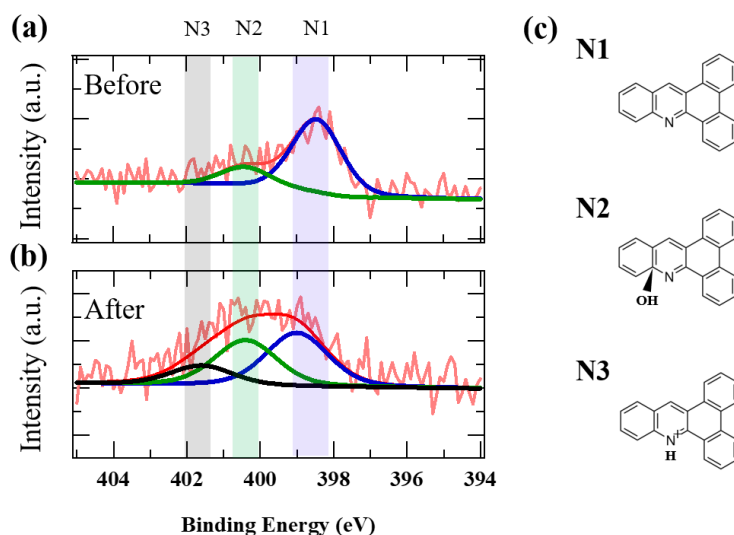 (a)
N3 N2 N1
Before
Intensity (a.u.)
(b)
After
Intensity (a.u.)
404 402 400 398 396 394
Binding Energy (eV)
(c)
N1
N
N2
N
OH
N3
N+
H